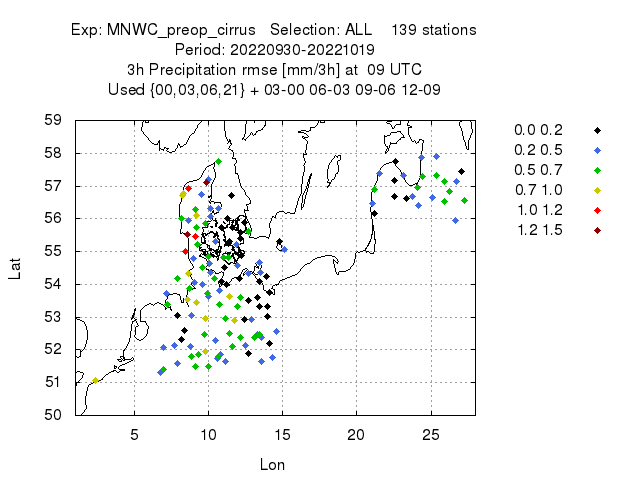 Exp: MNWC_preop_cirrus   Selection: ALL    139 stations
Period: 20220930-20221019
3h Precipitation rmse [mm/3h] at  09 UTC
Used {00,03,06,21} + 03-00 06-03 09-06 12-09
59
58
57
56
55
54
53
52
51
50
Lat
5 10 15 20 25
Lon
0.0 0.2
0.2 0.5
0.5 0.7
0.7 1.0
1.0 1.2
1.2 1.5